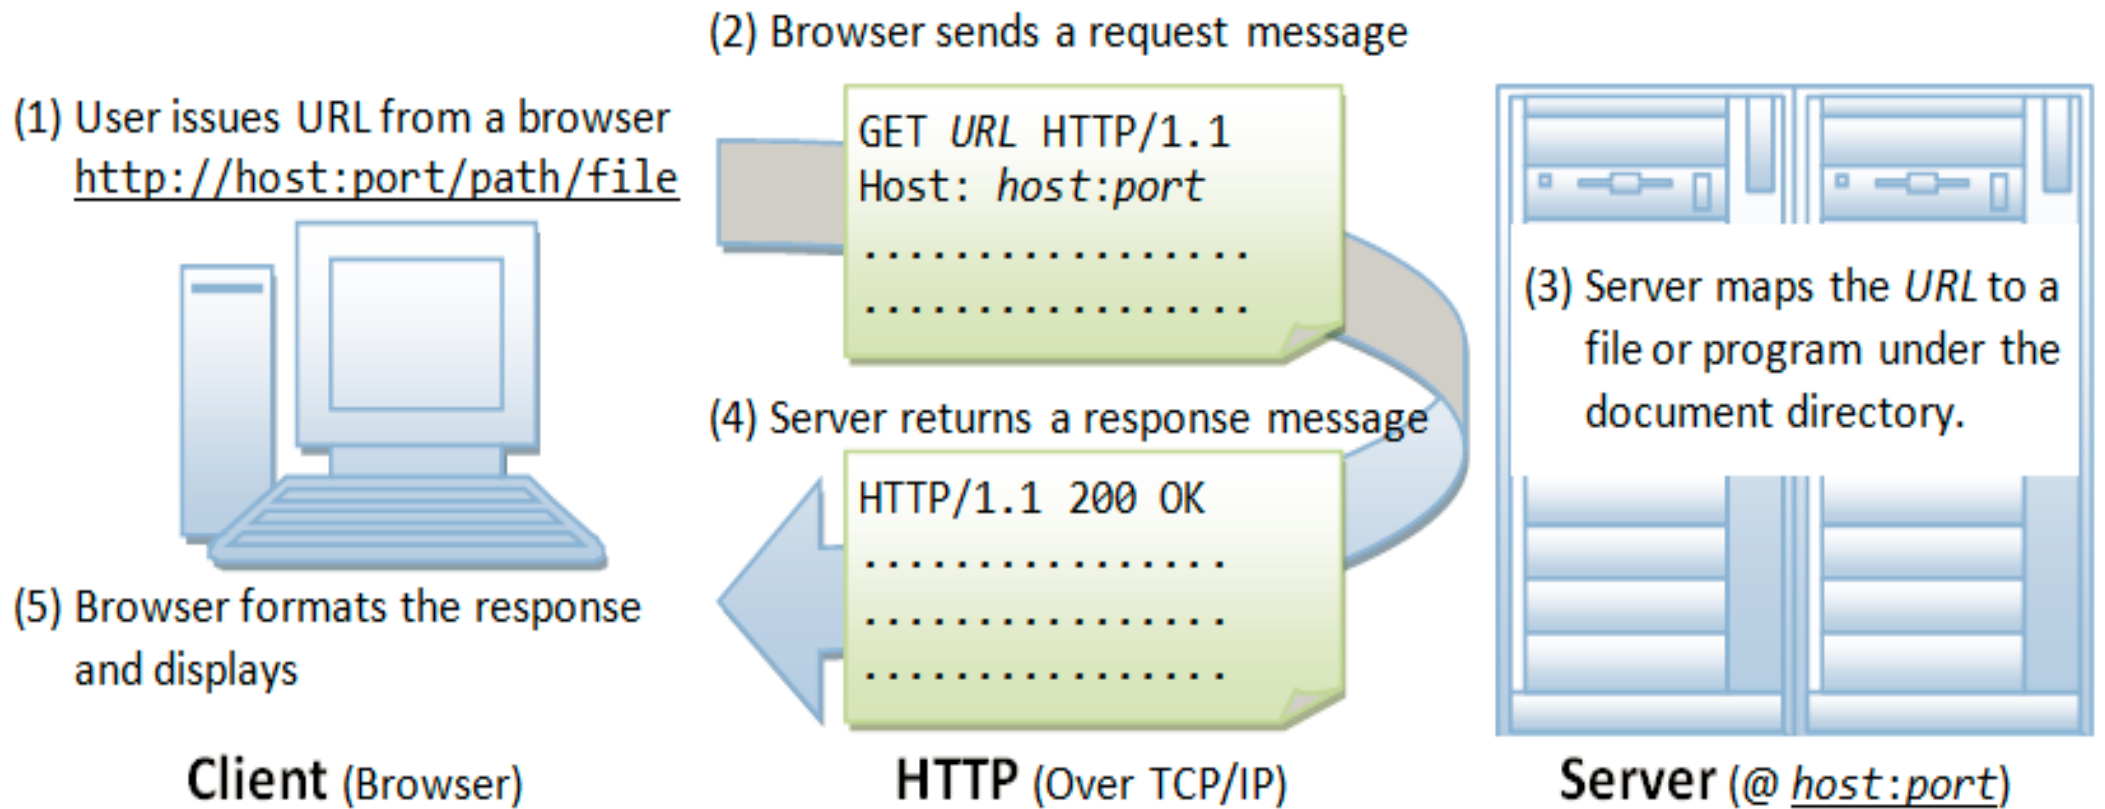 (2) Browser sends a request message
(1) User issues URL from a browser
http://host:port/path/file
GET URL HTTP/1.1
Host: host:port
.................
.................
(3) Server maps the URL to a
file or program under the
document directory.
(4) Server returns a response message
HTTP/1.1 200 OK
................
................
................
(5) Browser formats the response
and displays
Client (Browser)
HTTP (Over TCP/IP)
Server (@ host:port)